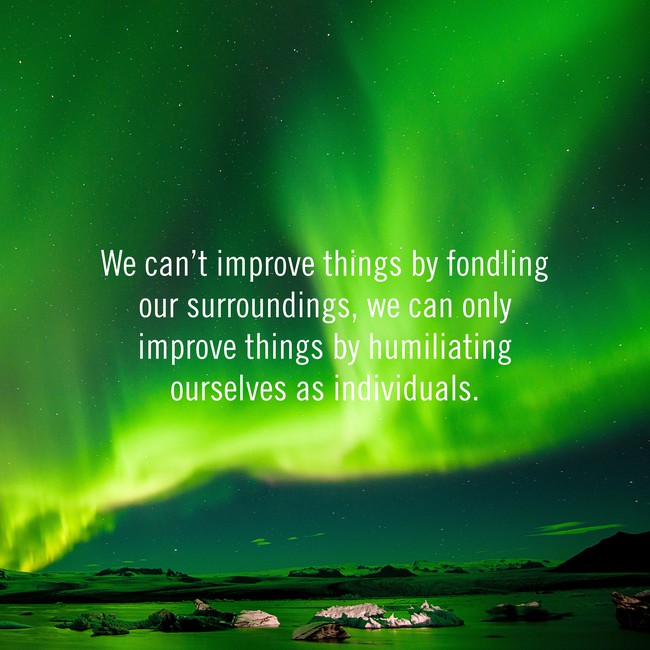 We can’t improve things by fondling
our surroundings, we can only
improve things by humiliating
ourselves as individuals.